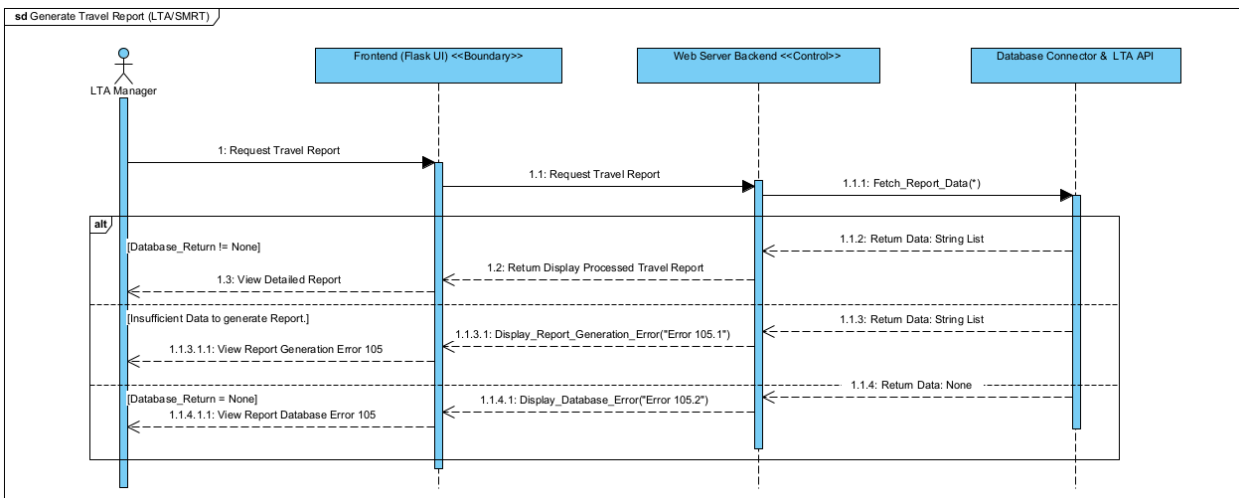 sd Generate Travel Report (LTA/SMRT)
Frontend (Flask UI) <<Boundary>>
Web Server Backend <<Control>>
Database Connector & LTA API
LTA Manager
1: Request Travel Report
1.1: Request Travel Report
1.1.1: Fetch_Report_Data(*)
alt
[Database_Return != None]
1.1.2: Return Data: String List
1.2: Return Display Processed Travel Report
1.3: View Detailed Report
[Insufficient Data to generate Report.]
1.1.3: Return Data: String List
1.1.3.1: Display_Report_Generation_Error("Error 105.1")
1.1.3.1.1: View Report Generation Error 105
1.1.4: Return Data: None
[Database_Return = None]
1.1.4.1: Display_Database_Error("Error 105.2")
1.1.4.1.1: View Report Database Error 105